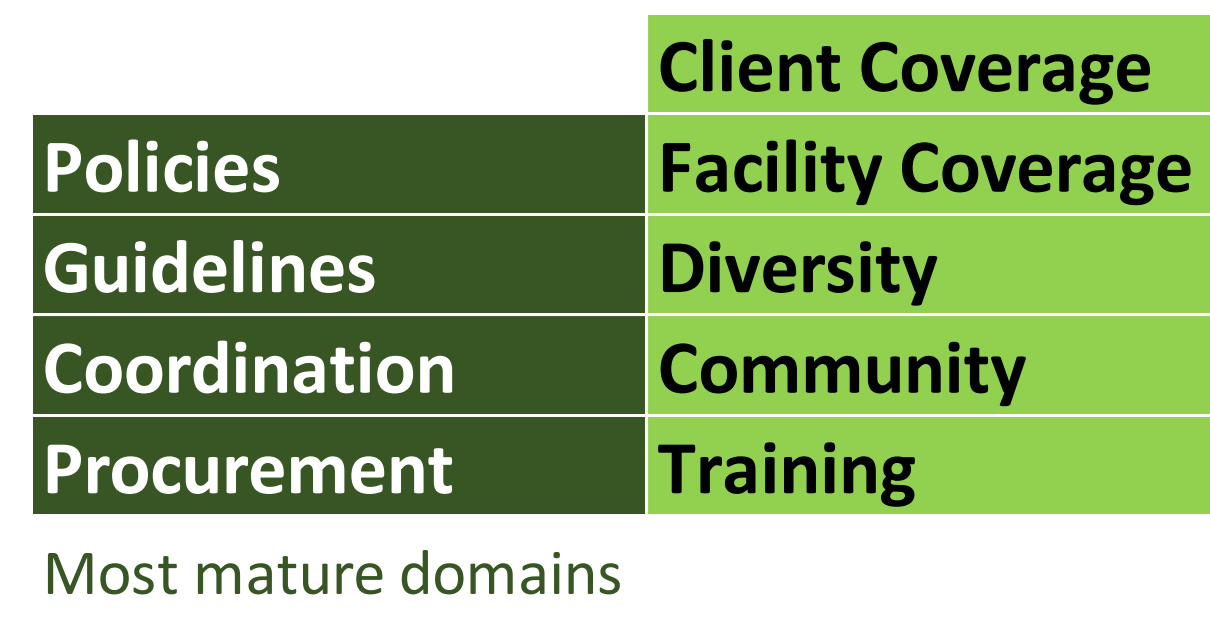 Client Coverage
Policies
Facility Coverage
Guidelines
Diversity
Coordination
Community
Procurement
Training
Most mature domains